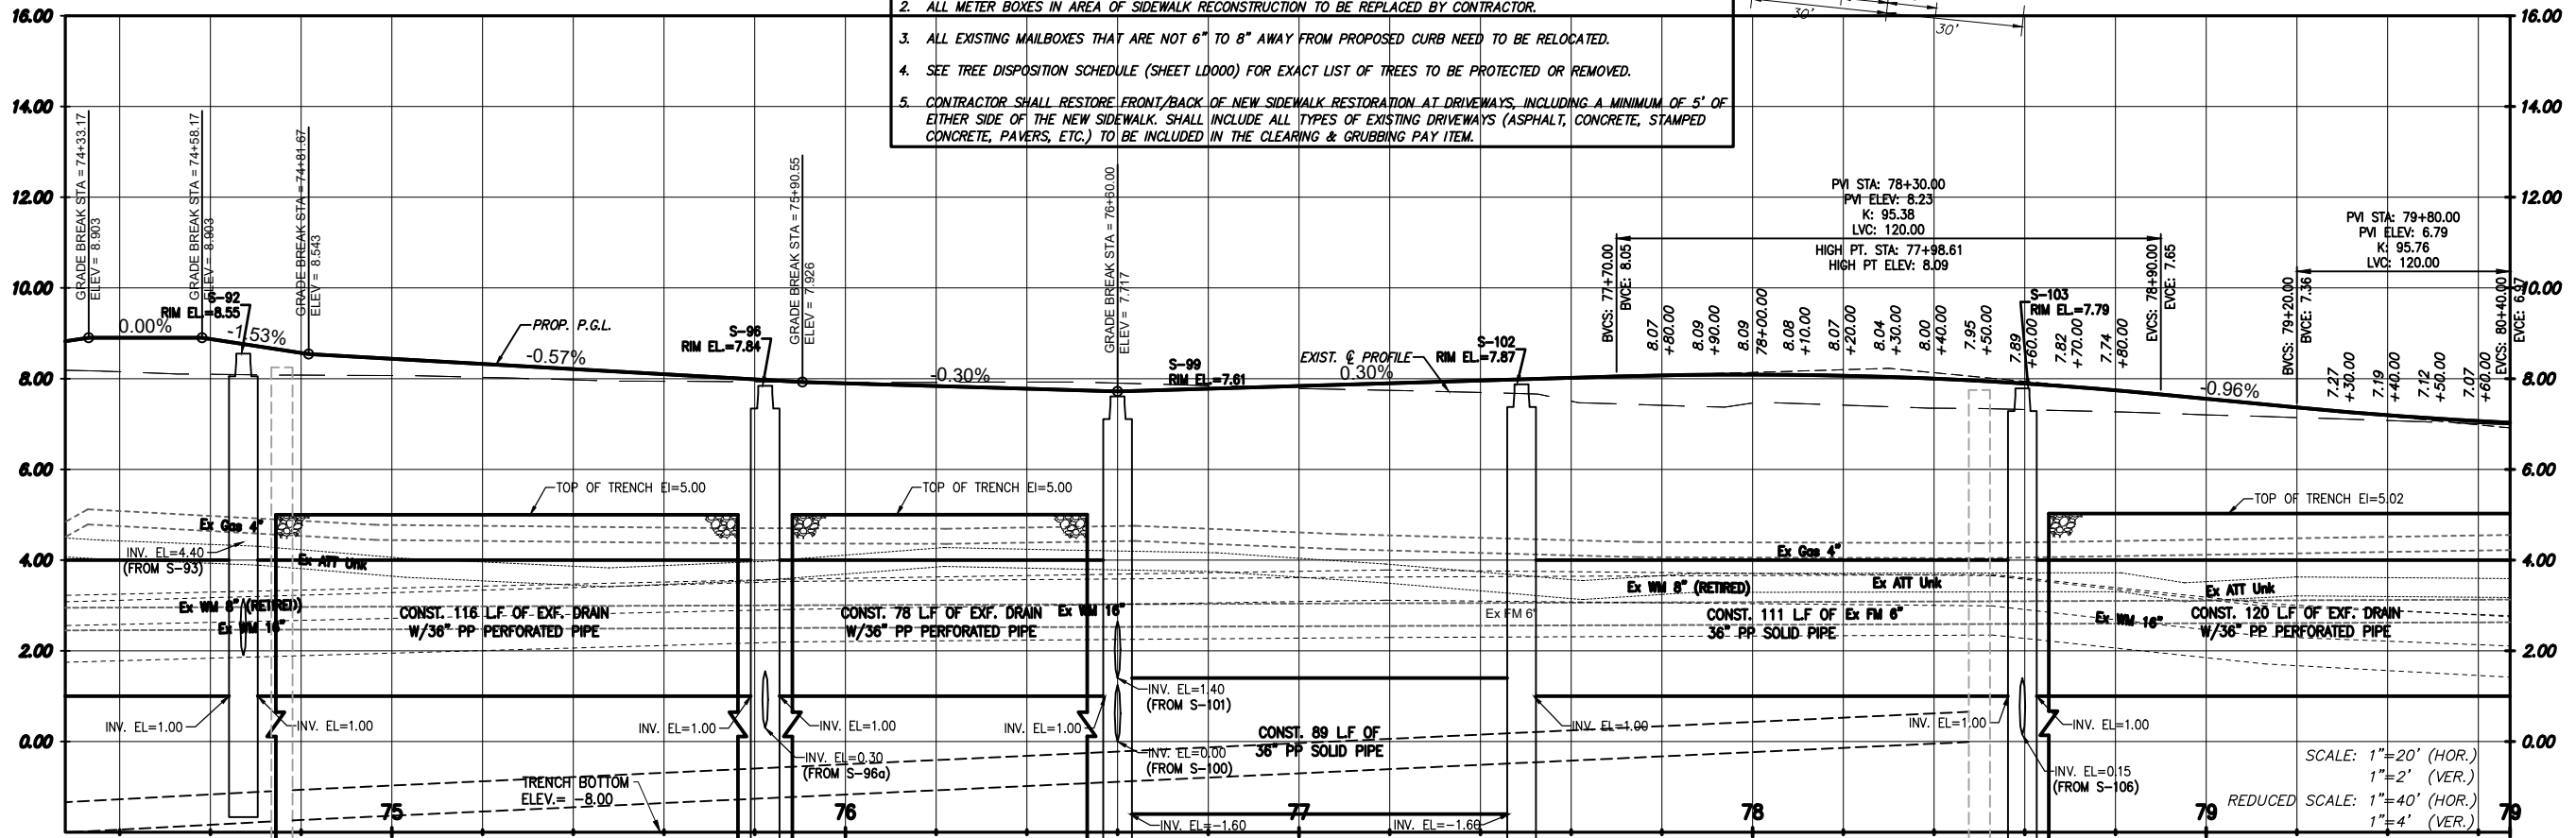 2. ALL METER BOXES IN AREA OF SIDEWALK RECONSTRUCTION TO BE REPLACED BY CONTRACTOR.
3. ALL EXISTING MAILBOXES THAT ARE NOT 6" TO 8" AWAY FROM PROPOSED CURB NEED TO BE RELOCATED.
4. SEE TREE DISPOSITION SCHEDULE (SHEET LD000) FOR EXACT LIST OF TREES TO BE PROTECTED OR REMOVED.
5. CONTRACTOR SHALL RESTORE FRONT/BACK OF NEW SIDEWALK RESTORATION AT DRIVEWAYS, INCLUDING A MINIMUM OF 5' OF
EITHER SIDE OF THE NEW SIDEWALK. SHALL INCLUDE ALL TYPES OF EXISTING DRIVEWAYS (ASPHALT, CONCRETE, STAMPED
CONCRETE, PAVERS, ETC.) TO BE INCLUDED IN THE CLEARING & GRUBBING PAY ITEM.
30'
30'
16.00
14.00
12.00
10.00
8.00
6.00
4.00
2.00
0.00
16.00
14.00
12.00
10.00
8.00
6.00
4.00
2.00
0.00
GRADE BREAK STA = 74+33.17
ELEV = 8.903
GRADE BREAK STA = 74+58.17
ELEV = 8.903
GRADE BREAK STA = 74+81.67
ELEV = 8.543
GRADE BREAK STA = 75+90.55
ELEV = 7.926
GRADE BREAK STA = 76+60.00
ELEV = 7.717
S-92
RIM EL.=8.55
0.00%
-1.53%
PROP. P.G.L.
-0.57%
S-96
RIM EL.=7.84
-0.30%
S-99
RIM EL.=7.61
EXIST. ℄ PROFILE
0.30%
S-102
RIM EL.=7.87
PVI STA: 78+30.00
PVI ELEV: 8.23
K: 95.38
LVC: 120.00
HIGH PT. STA: 77+98.61
HIGH PT ELEV: 8.09
BVCS: 77+70.00
BVCE: 8.05
8.07
+80.00
8.09
+90.00
8.09
78+00.00
8.08
+10.00
8.07
+20.00
8.04
+30.00
8.00
+40.00
7.95
+50.00
7.89
+60.00
7.82
+70.00
7.74
+80.00
EVCS: 78+90.00
EVCE: 7.65
S-103
RIM EL.=7.79
-0.96%
PVI STA: 79+80.00
PVI ELEV: 6.79
K: 95.76
LVC: 120.00
BVCS: 79+20.00
BVCE: 7.36
7.27
+30.00
7.19
+40.00
7.12
+50.00
7.07
+60.00
EVCS: 80+40.00
EVCE: 6.97
TOP OF TRENCH El=5.00
TOP OF TRENCH El=5.00
TOP OF TRENCH El=5.02
Ex Gas 4"
INV. EL=4.40
(FROM S-93)
Ex ATT Unk
Ex WM 8" (RETIRED)
Ex WM 16"
CONST. 116 L.F OF EXF. DRAIN
W/36" PP PERFORATED PIPE
CONST. 78 L.F OF EXF. DRAIN
W/36" PP PERFORATED PIPE
Ex WM 16"
Ex FM 6"
Ex Gas 4"
Ex WM 8" (RETIRED)
Ex ATT Unk
CONST. 111 L.F OF
36" PP SOLID PIPE
Ex FM 6"
Ex ATT Unk
Ex WM 16"
CONST. 120 L.F OF EXF. DRAIN
W/36" PP PERFORATED PIPE
INV. EL=1.00
INV. EL=1.00
INV. EL=1.00
INV. EL=1.00
INV. EL=0.30
(FROM S-96a)
INV. EL=1.00
INV. EL=1.40
(FROM S-101)
INV. EL=0.00
(FROM S-100)
CONST. 89 L.F OF
36" PP SOLID PIPE
INV. EL=1.00
INV. EL=1.00
INV. EL=1.00
INV. EL=0.15
(FROM S-106)
TRENCH BOTTOM
ELEV.= -8.00
INV. EL=-1.60
INV. EL=-1.60
SCALE: 1"=20' (HOR.)
1"=2' (VER.)
REDUCED SCALE: 1"=40' (HOR.)
1"=4' (VER.)
75
76
77
78
79
79